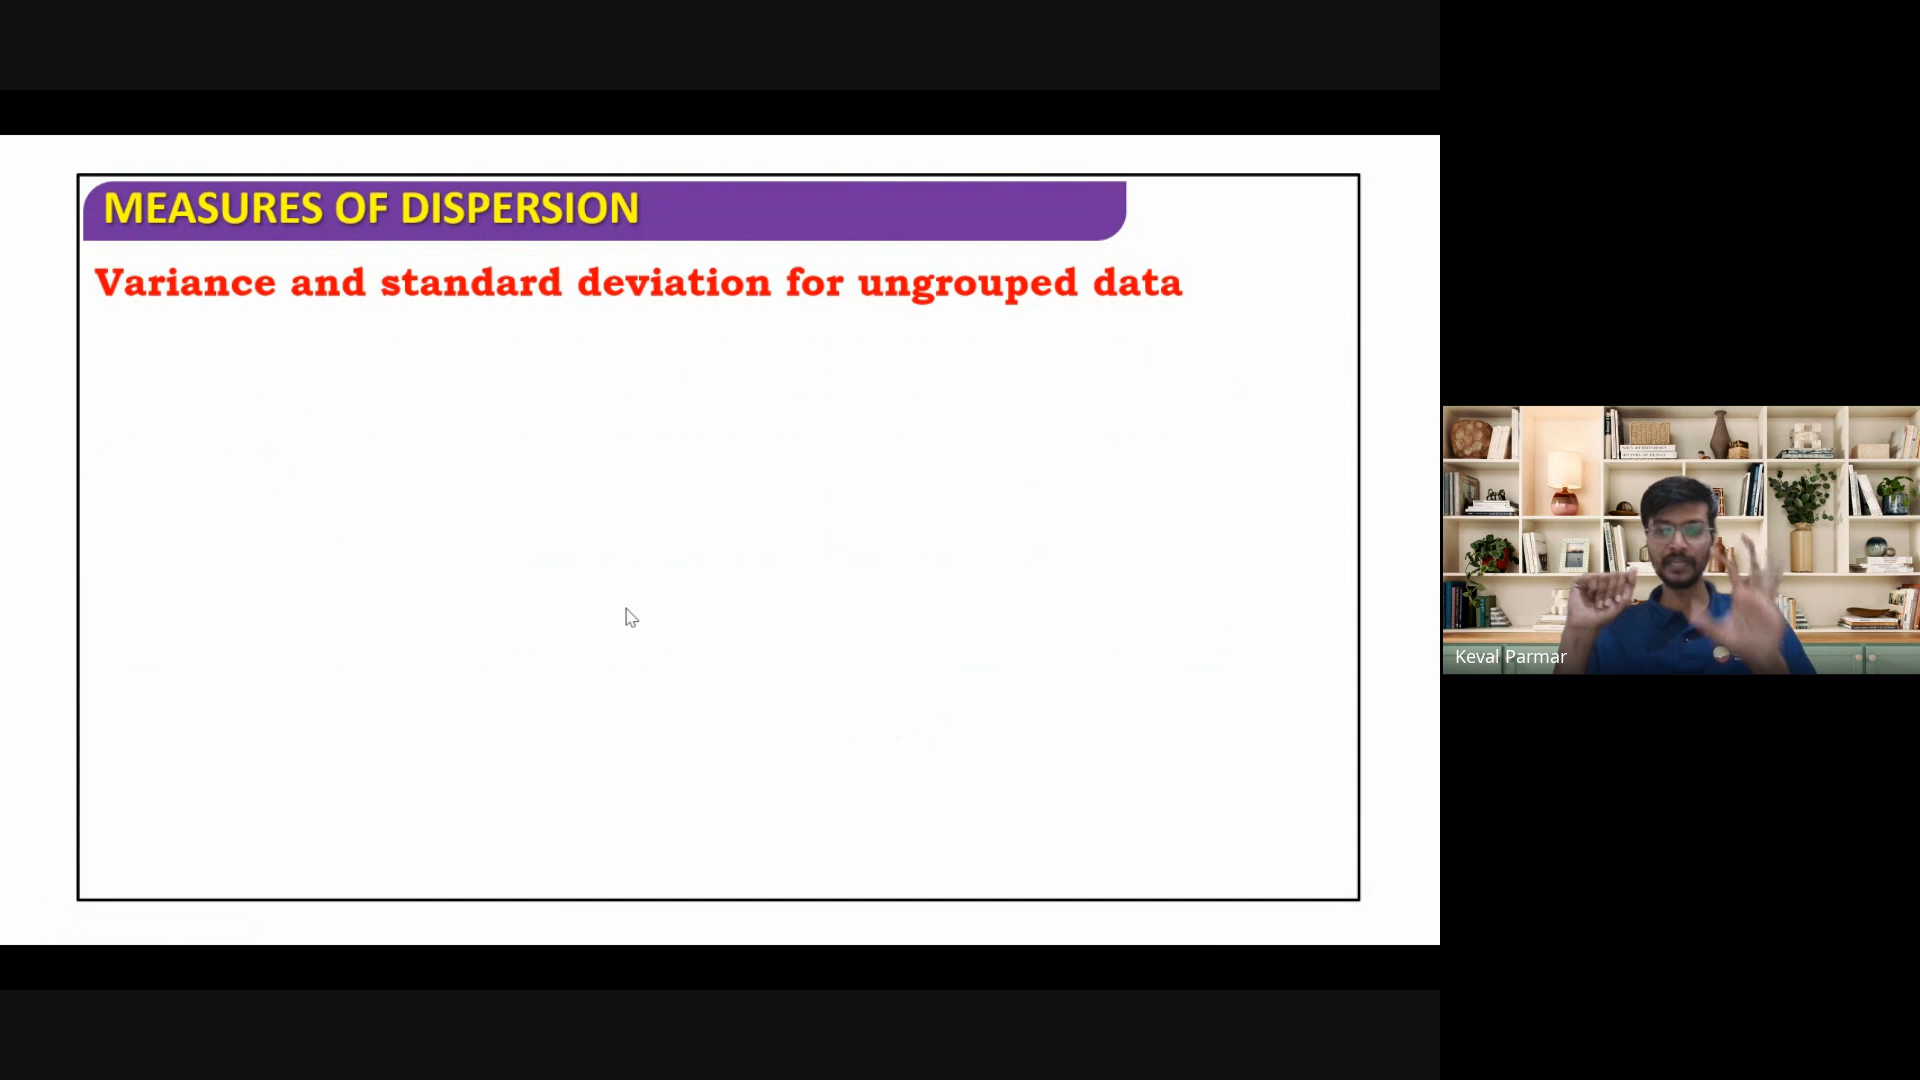 MEASURES OF DISPERSION
Variance and standard deviation for ungrouped data
Keval Parmar